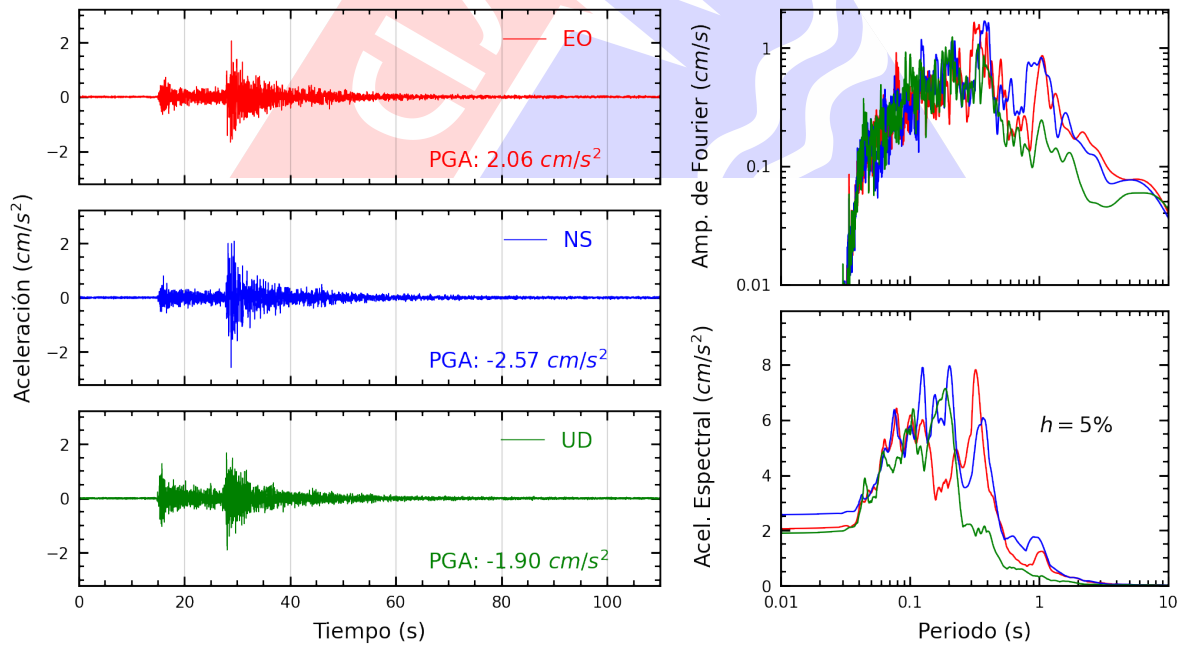 Aceleración (cm/s²)
2
0
−2
EO
PGA: 2.06 cm/s²
2
0
−2
NS
PGA: -2.57 cm/s²
2
0
−2
UD
PGA: -1.90 cm/s²
0 20 40 60 80 100
Tiempo (s)
Amp. de Fourier (cm/s)
1
0.1
0.01
Acel. Espectral (cm/s²)
8
6
4
2
0
h = 5%
0.01 0.1 1 10
Periodo (s)